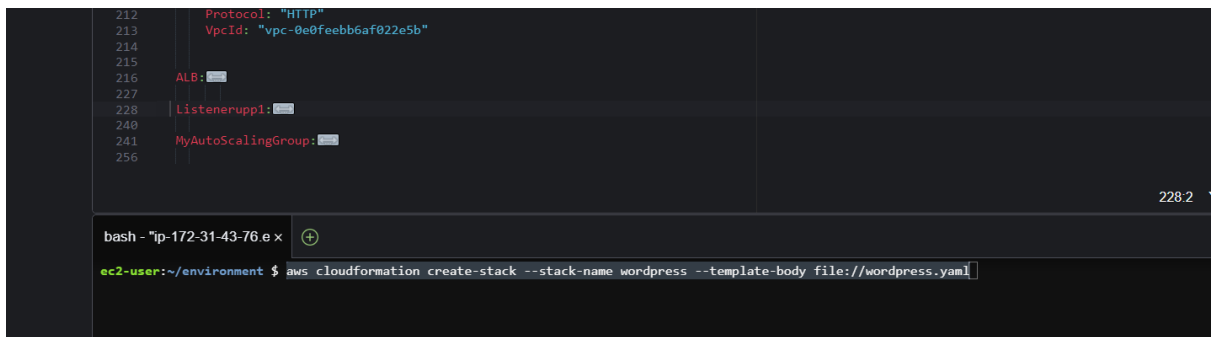 212 Protocol: "HTTP"
213 VpcId: "vpc-0e0feebb6af022e5b"
214
215
216 ALB:
227
228 Listenerupp1:
240
241 MyAutoScalingGroup:
256
228:2
bash - "ip-172-31-43-76.e ×
ec2-user:~/environment $ aws cloudformation create-stack --stack-name wordpress --template-body file://wordpress.yaml